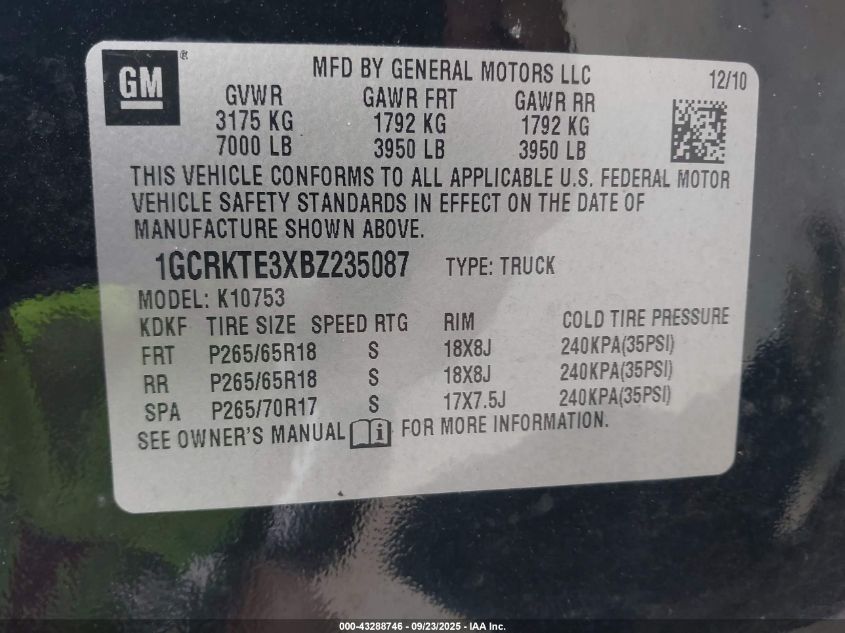 GM® MFD BY GENERAL MOTORS LLC 12/10
GVWR GAWR FRT GAWR RR
3175 KG 1792 KG 1792 KG
7000 LB 3950 LB 3950 LB
THIS VEHICLE CONFORMS TO ALL APPLICABLE U.S. FEDERAL MOTOR
VEHICLE SAFETY STANDARDS IN EFFECT ON THE DATE OF
MANUFACTURE SHOWN ABOVE.
1GCRKTE3XBZ235087 TYPE: TRUCK
MODEL: K10753
KDKF TIRE SIZE SPEED RTG RIM COLD TIRE PRESSURE
FRT P265/65R18 S 18X8J 240KPA(35PSI)
RR P265/65R18 S 18X8J 240KPA(35PSI)
SPA P265/70R17 S 17X7.5J 240KPA(35PSI)
SEE OWNER'S MANUAL i FOR MORE INFORMATION.
000-43288746 - 09/23/2025 - IAA Inc.